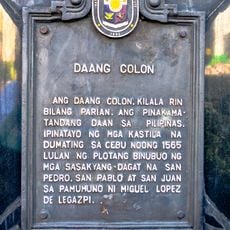 DAANG COLON
ANG DAANG COLON, KILALA RIN
BILANG PARIAN, ANG PINAKAMA-
TANDANG DAAN SA PILIPINAS.
IPINATAYO NG MGA KASTILA NA
DUMATING SA CEBU NOONG 1565
LULAN NG PLOTANG BINUBUO NG
MGA SASAKYANG-DAGAT NA SAN
PEDRO, SAN PABLO AT SAN JUAN
SA PAMUMUNO NI MIGUEL LOPEZ
DE LEGAZPI.